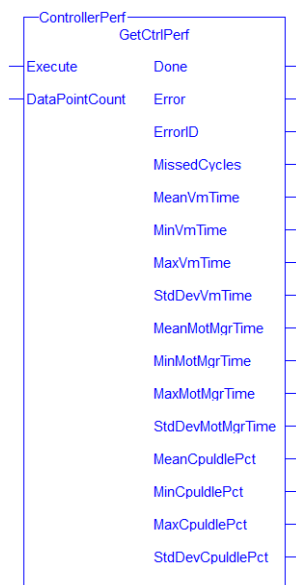 ControllerPerf
GetCtrlPerf
Execute Done
DataPointCount Error
ErrorID
MissedCycles
MeanVmTime
MinVmTime
MaxVmTime
StdDevVmTime
MeanMotMgrTime
MinMotMgrTime
MaxMotMgrTime
StdDevMotMgrTime
MeanCpuIdlePct
MinCpuIdlePct
MaxCpuIdlePct
StdDevCpuIdlePct